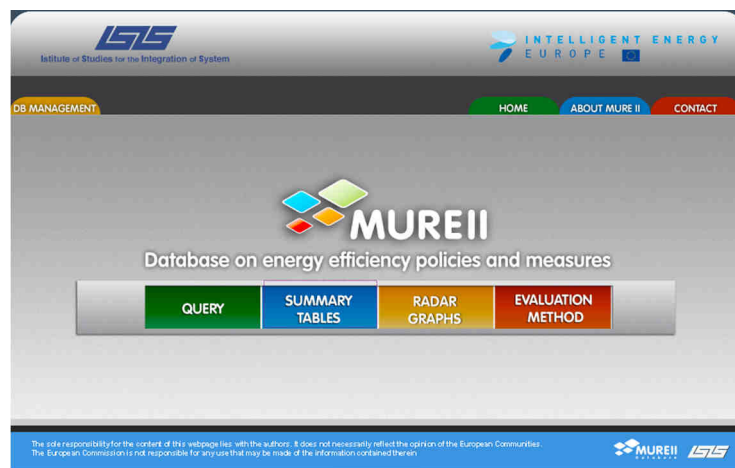 ISIS
Istitute of Studies for the Integration of System
INTELLIGENT ENERGY
EUROPE
DB MANAGEMENT
HOME
ABOUT MURE II
CONTACT
MUREII
Database on energy efficiency policies and measures
QUERY
SUMMARY
TABLES
RADAR
GRAPHS
EVALUATION
METHOD
The sole responsibility for the content of this webpage lies with the authors. It does not necessarily reflect the opinion of the European Communities.
The European Commission is not responsible for any use that may be made of the information contained therein
MUREII
Database
ISIS